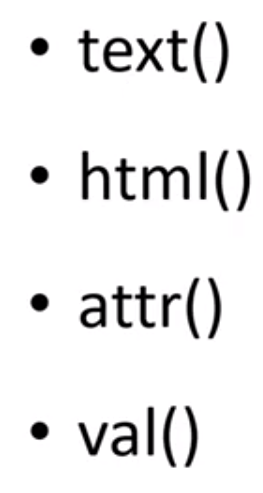 • text()
• html()
• attr()
• val()